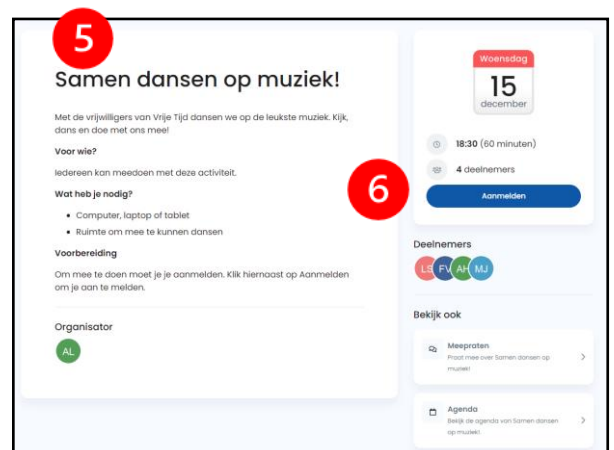 5
Samen dansen op muziek!
Met de vrijwilligers van Vrije Tijd dansen we op de leukste muziek. Kijk,
dans en doe met ons mee!
Voor wie?
Iedereen kan meedoen met deze activiteit.
Wat heb je nodig?
Computer, laptop of tablet
Ruimte om mee te kunnen dansen
Voorbereiding
Om mee te doen moet je je aanmelden. Klik hiernaast op Aanmelden
om je aan te melden.
Organisator
AL
Woensdag
15
december
18:30 (60 minuten)
4 deelnemers
6
Aanmelden
Deelnemers
LS FV AH MJ
Bekijk ook
Meepraten
Praat mee over Samen dansen op
muziek!
Agenda
Bekijk de agenda van Samen dansen
op muziek!